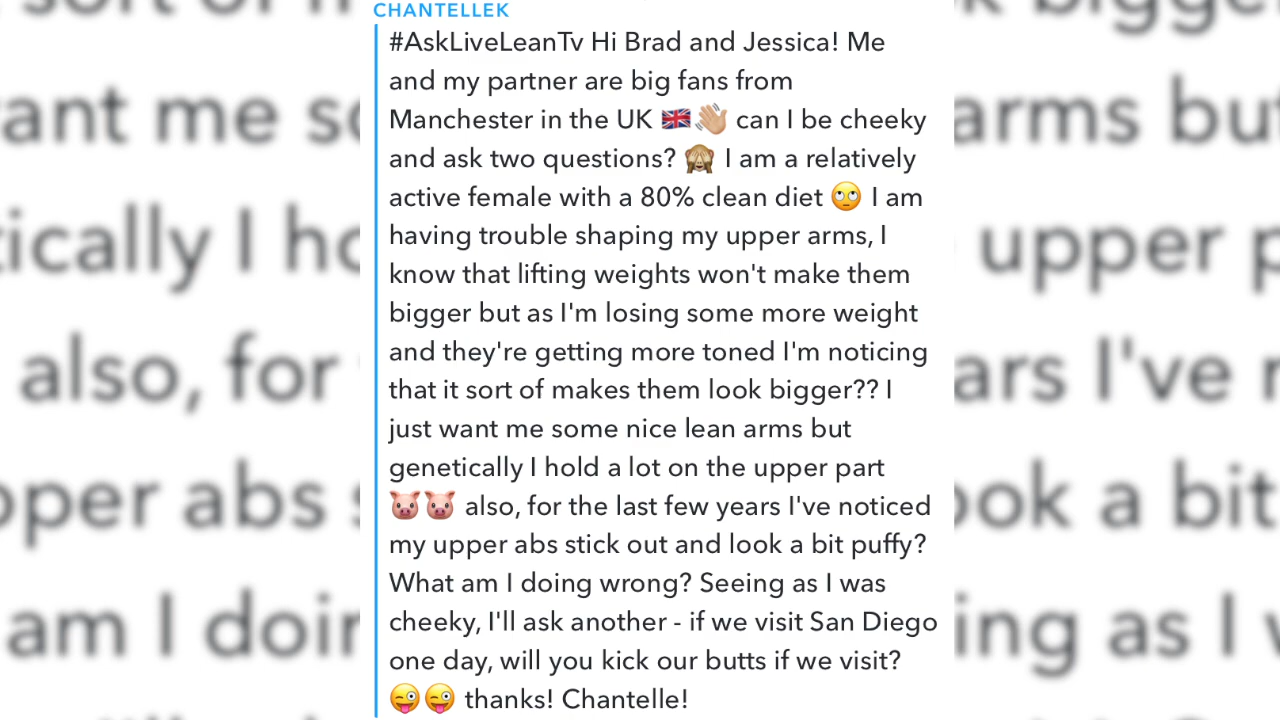 CHANTELLEK
#AskLiveLeanTv Hi Brad and Jessica! Me
and my partner are big fans from
Manchester in the UK 🇬🇧👋🏼 can I be cheeky
and ask two questions? 🙈 I am a relatively
active female with a 80% clean diet 🙄 I am
having trouble shaping my upper arms, I
know that lifting weights won't make them
bigger but as I'm losing some more weight
and they're getting more toned I'm noticing
that it sort of makes them look bigger?? I
just want me some nice lean arms but
genetically I hold a lot on the upper part
🐷🐷 also, for the last few years I've noticed
my upper abs stick out and look a bit puffy?
What am I doing wrong? Seeing as I was
cheeky, I'll ask another - if we visit San Diego
one day, will you kick our butts if we visit?
😜😜 thanks! Chantelle!